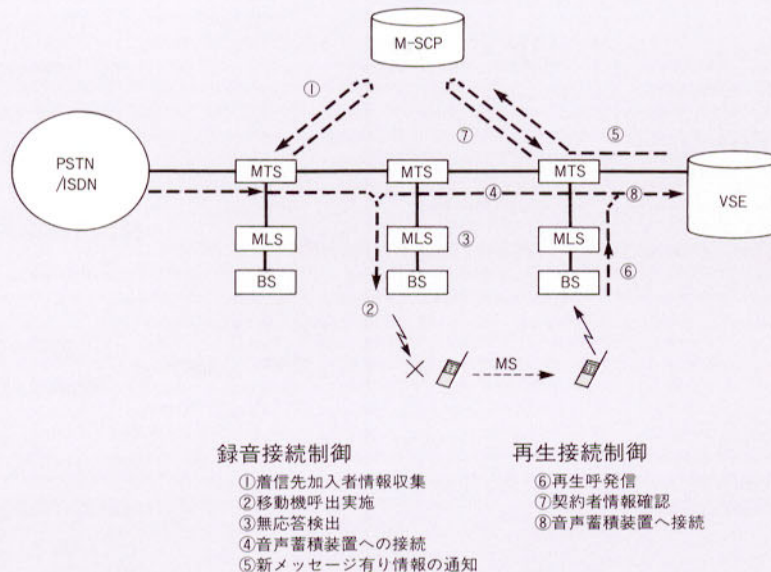 M-SCP
①
⑦
⑤
PSTN
/ISDN
MTS
MTS
MTS
④
⑧
VSE
MLS
MLS
③
MLS
BS
BS
BS
⑥
②
MS
録音接続制御
①着信先加入者情報収集
②移動機呼出実施
③無応答検出
④音声蓄積装置への接続
⑤新メッセージ有り情報の通知
再生接続制御
⑥再生呼発信
⑦契約者情報確認
⑧音声蓄積装置へ接続